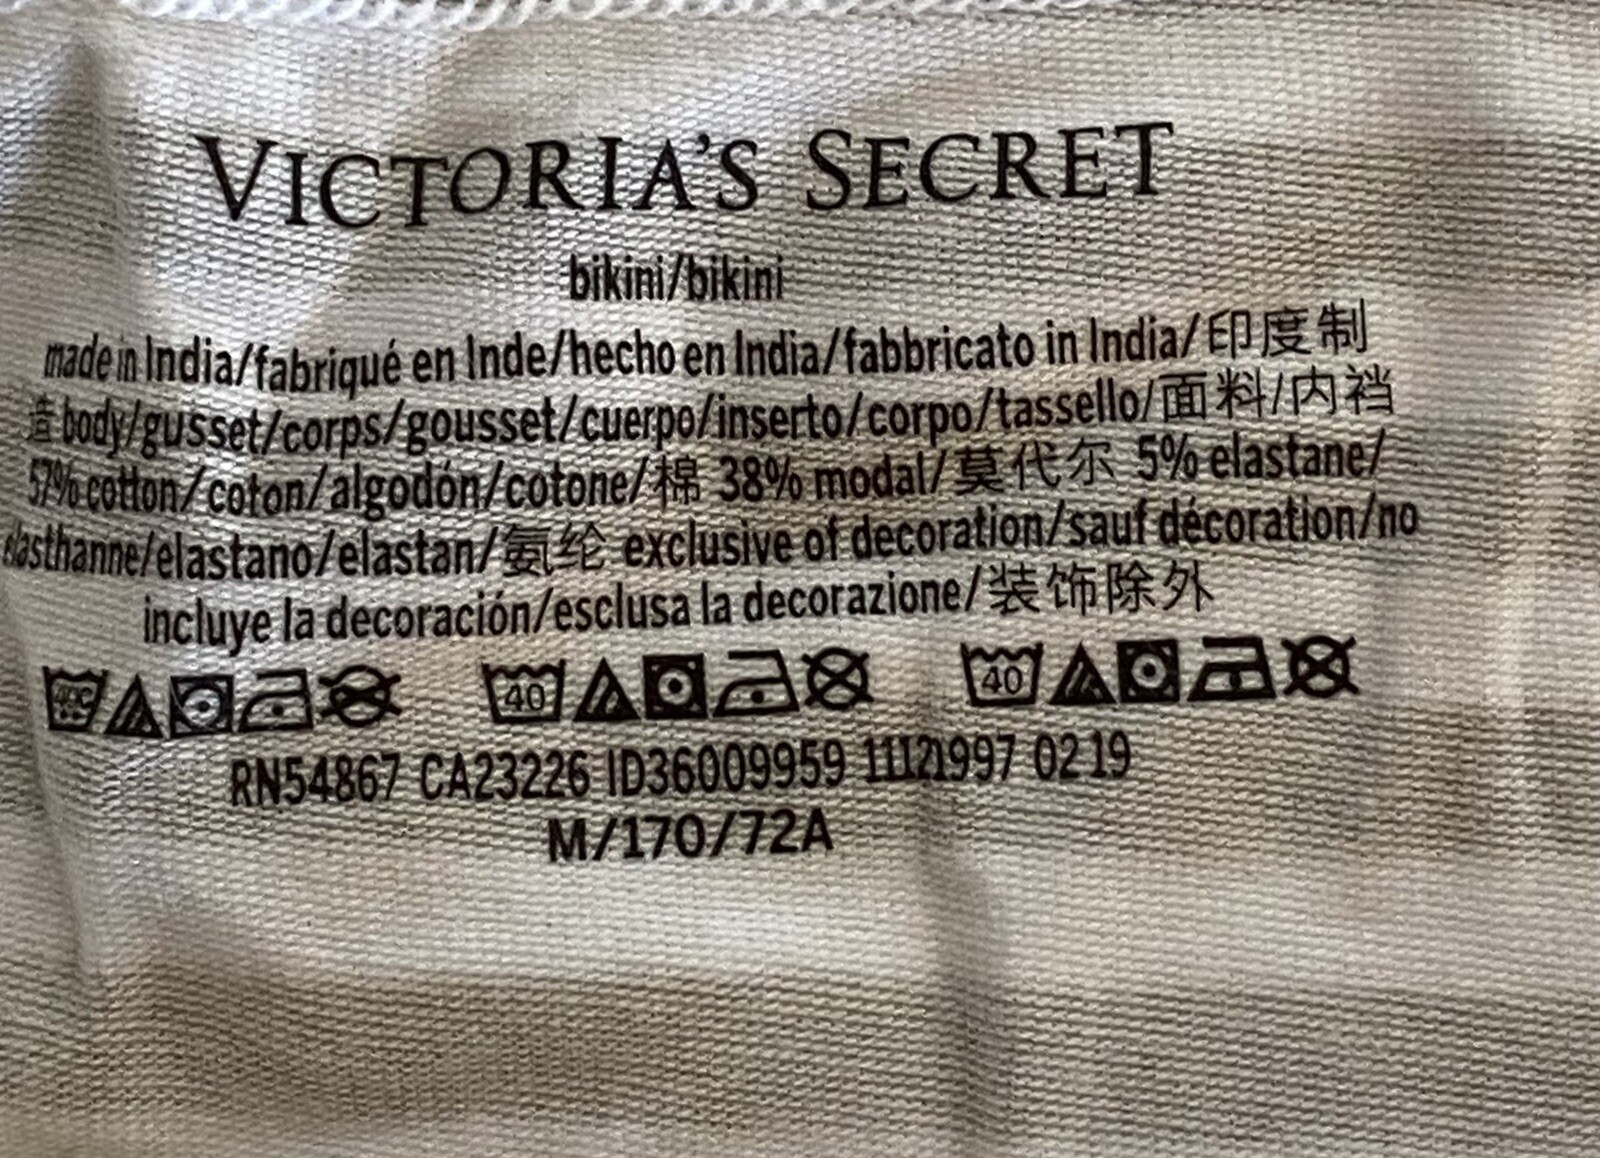 VICTORIA'S SECRET
bikini/bikini
made in India/fabriqué en Inde/hecho en India/fabbricato in India/印度制
造 body/gusset/corps/gousset/cuerpo/inserto/corpo/tassello/面料/内裆
57% cotton/coton/algodón/cotone/棉 38% modal/莫代尔 5% elastane/
elasthanne/elastano/elastan/氨纶 exclusive of decoration/sauf décoration/no
incluye la decoración/esclusa la decorazione/装饰除外
40 40
RN54867 CA23226 ID36009959 0219
M/170/72A